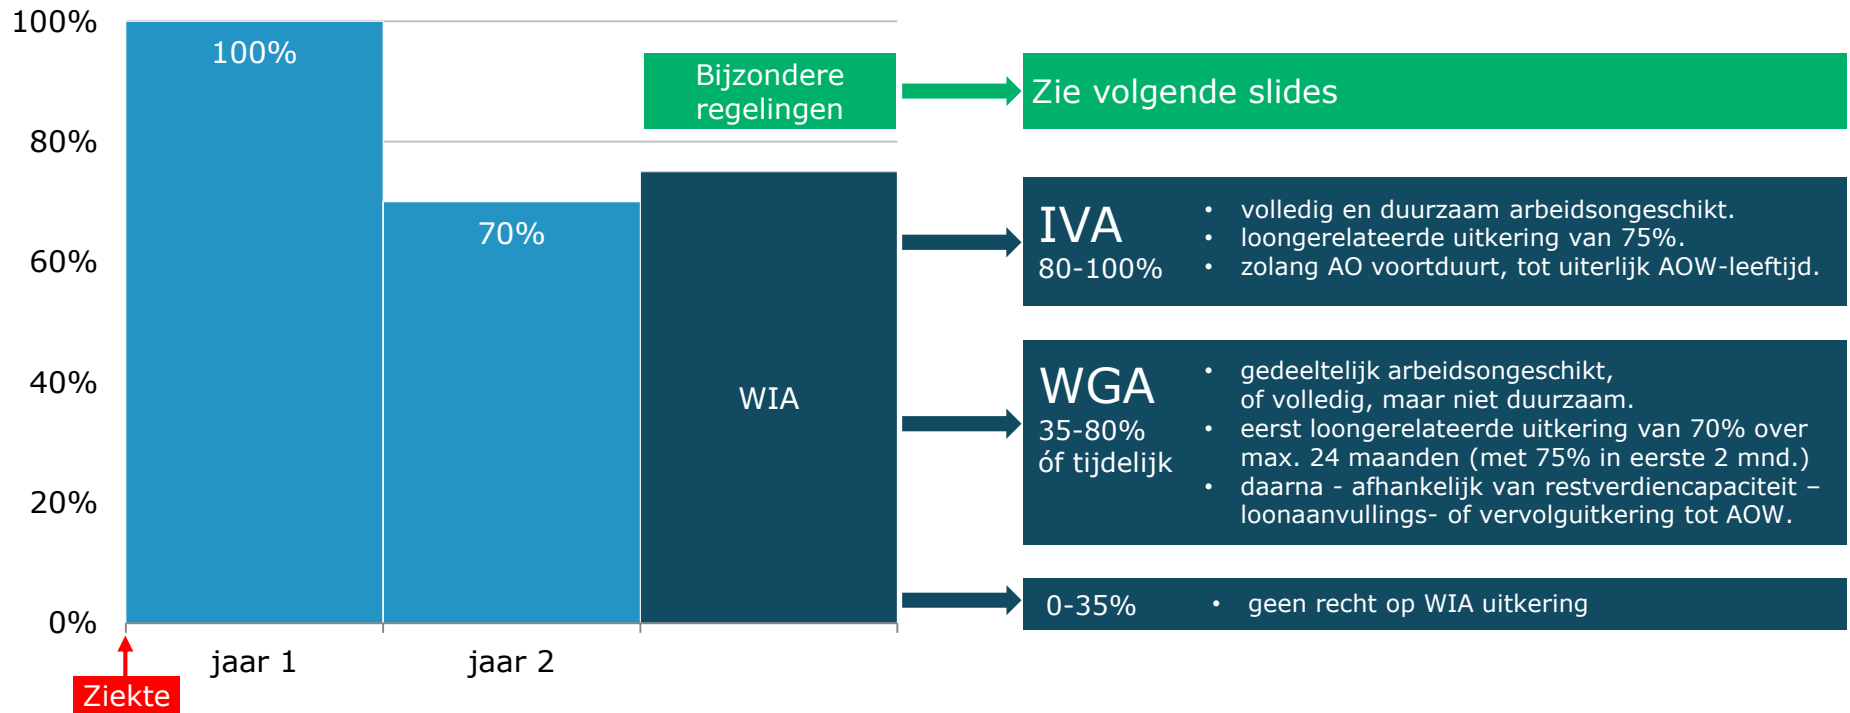 100%
80%
60%
40%
20%
0%
100%
70%
WIA
jaar 1
jaar 2
Ziekte
Bijzondere
regelingen
Zie volgende slides
IVA
80-100%
• volledig en duurzaam arbeidsongeschikt.
• loongerelateerde uitkering van 75%.
• zolang AO voortduurt, tot uiterlijk AOW-leeftijd.
WGA
35-80%
óf tijdelijk
• gedeeltelijk arbeidsongeschikt,
of volledig, maar niet duurzaam.
• eerst loongerelateerde uitkering van 70% over
max. 24 maanden (met 75% in eerste 2 mnd.)
• daarna - afhankelijk van restverdiencapaciteit –
loonaanvullings- of vervolguitkering tot AOW.
0-35%
• geen recht op WIA uitkering